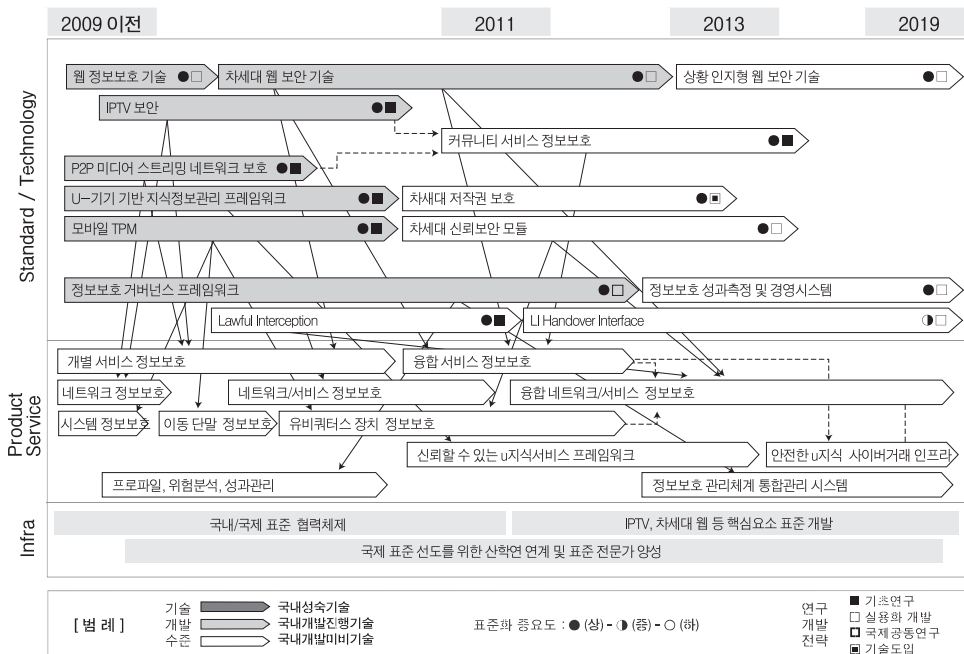 2009 이전
2011
2013
2019
Standard / Technology
웹 정보보호 기술 ●□
차세대 웹 보안 기술 ●□
상황 인지형 웹 보안 기술 ●□
IPTV 보안 ●■
커뮤니티 서비스 정보보호 ●■
P2P 미디어 스트리밍 네트워크 보호 ●■
U-기기 기반 지식정보관리 프레임워크 ●■
차세대 저작권 보호 ●▣
모바일 TPM ●■
차세대 신뢰보안 모듈 ●□
정보보호 거버넌스 프레임워크 ●□
정보보호 성과측정 및 경영시스템 ●□
Lawful Interception ●■
LI Handover Interface ◑□
Product Service
개별 서비스 정보보호
융합 서비스 정보보호
네트워크 정보보호
네트워크/서비스 정보보호
융합 네트워크/서비스 정보보호
시스템 정보보호
이동 단말 정보보호
유비쿼터스 장치 정보보호
신뢰할 수 있는 u지식서비스 프레임워크
안전한 u지식 사이버거래 인프라
프로파일, 위험분석, 성과관리
정보보호 관리체계 통합관리 시스템
Infra
국내/국제 표준 협력체제
IPTV, 차세대 웹 등 핵심요소 표준 개발
국제 표준 선도를 위한 산학연 연계 및 표준 전문가 양성
[ 범 례 ]
기술 개발 수준
국내성숙기술
국내개발진행기술
국내개발미비기술
표준화 중요도 : ● (상) - ◑ (중) - ○ (하)
연구 개발 전략
■ 기초연구
□ 실용화 개발
□ 국제공동연구
▣ 기술도입